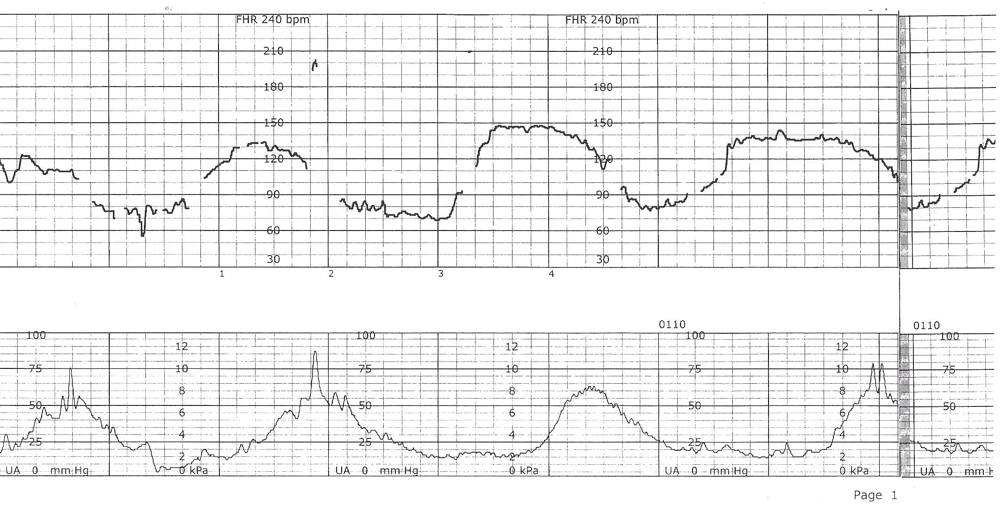 FHR 240 bpm FHR 240 bpm
210 210
180 180
150 150
120 120
90 90
60 60
30 30
1 2 3 4
0110 0110
100 100 100 100
12 12 12
75 10 75 10 75 10 75
8 8 8
50 6 50 6 50 6 50
4 4 4
25 25 25 25
2 2 2
UA 0 mm Hg 0 kPa UA 0 mm Hg 0 kPa UA 0 mm Hg 0 kPa UA 0 mm H
Page 1